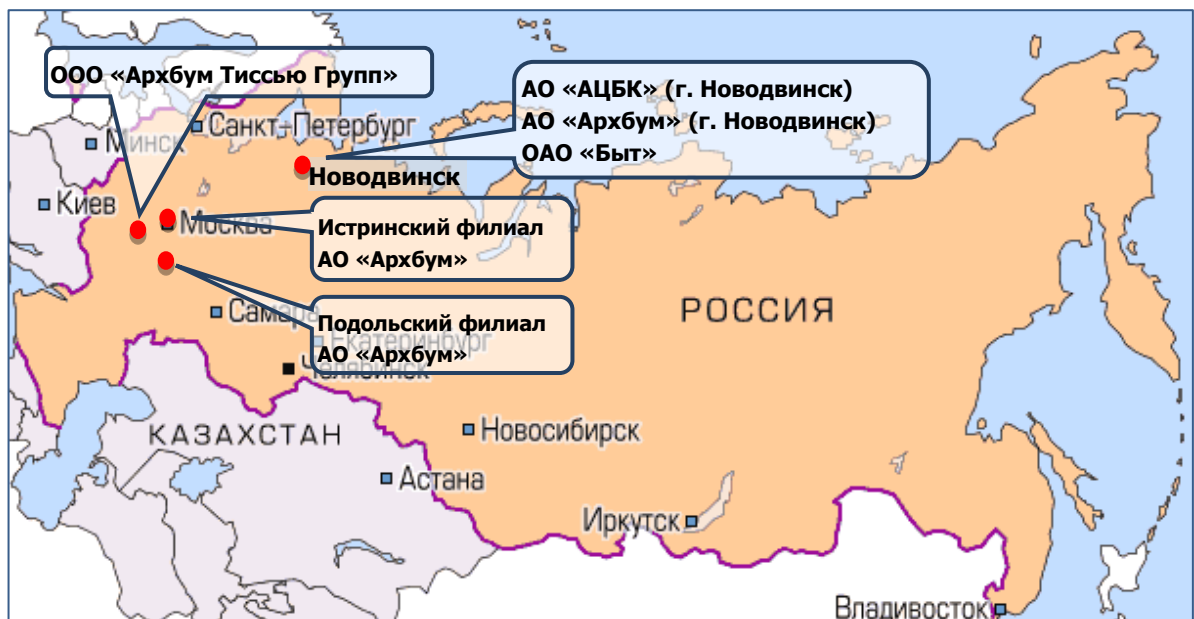 ООО «Архбум Тиссью Групп»
АО «АЦБК» (г. Новодвинск)
АО «Архбум» (г. Новодвинск)
ОАО «Быт»
Санкт-Петербург
Минск
Новодвинск
Киев
Москва
Истринский филиал
АО «Архбум»
РОССИЯ
Самара
Подольский филиал
АО «Архбум»
Екатеринбург
Челябинск
КАЗАХСТАН
Новосибирск
Астана
Иркутск
Владивосток